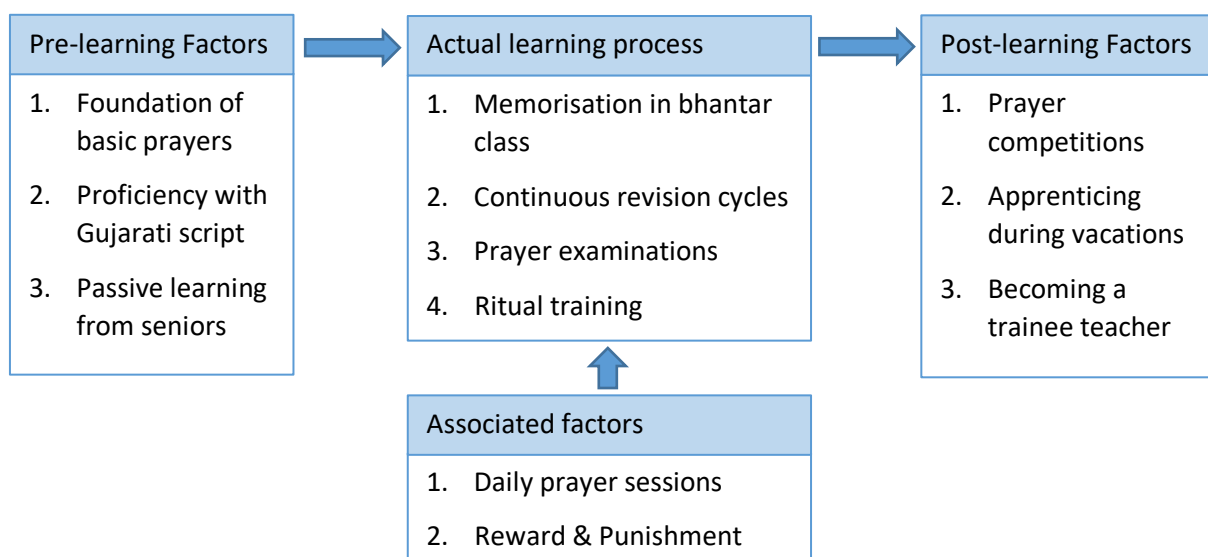 Pre-learning Factors
1. Foundation of
basic prayers
2. Proficiency with
Gujarati script
3. Passive learning
from seniors
Actual learning process
1. Memorisation in bhantar
class
2. Continuous revision cycles
3. Prayer examinations
4. Ritual training
Post-learning Factors
1. Prayer
competitions
2. Apprenticing
during vacations
3. Becoming a
trainee teacher
Associated factors
1. Daily prayer sessions
2. Reward & Punishment